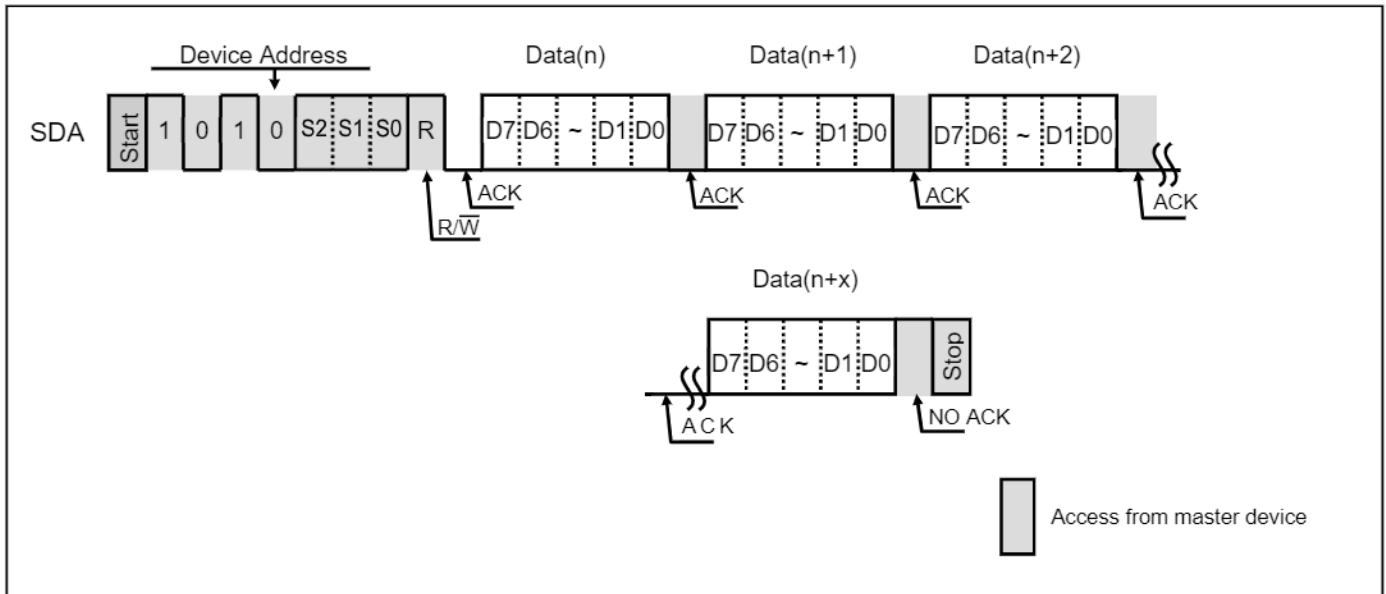 Device Address Data(n) Data(n+1) Data(n+2)
SDA Start 1 0 1 0 S2 S1 S0 R D7 D6 ~ D1 D0 D7 D6 ~ D1 D0 D7 D6 ~ D1 D0
ACK ACK ACK ACK
R/W̅
Data(n+x)
D7 D6 ~ D1 D0 Stop
ACK NO ACK
Access from master device